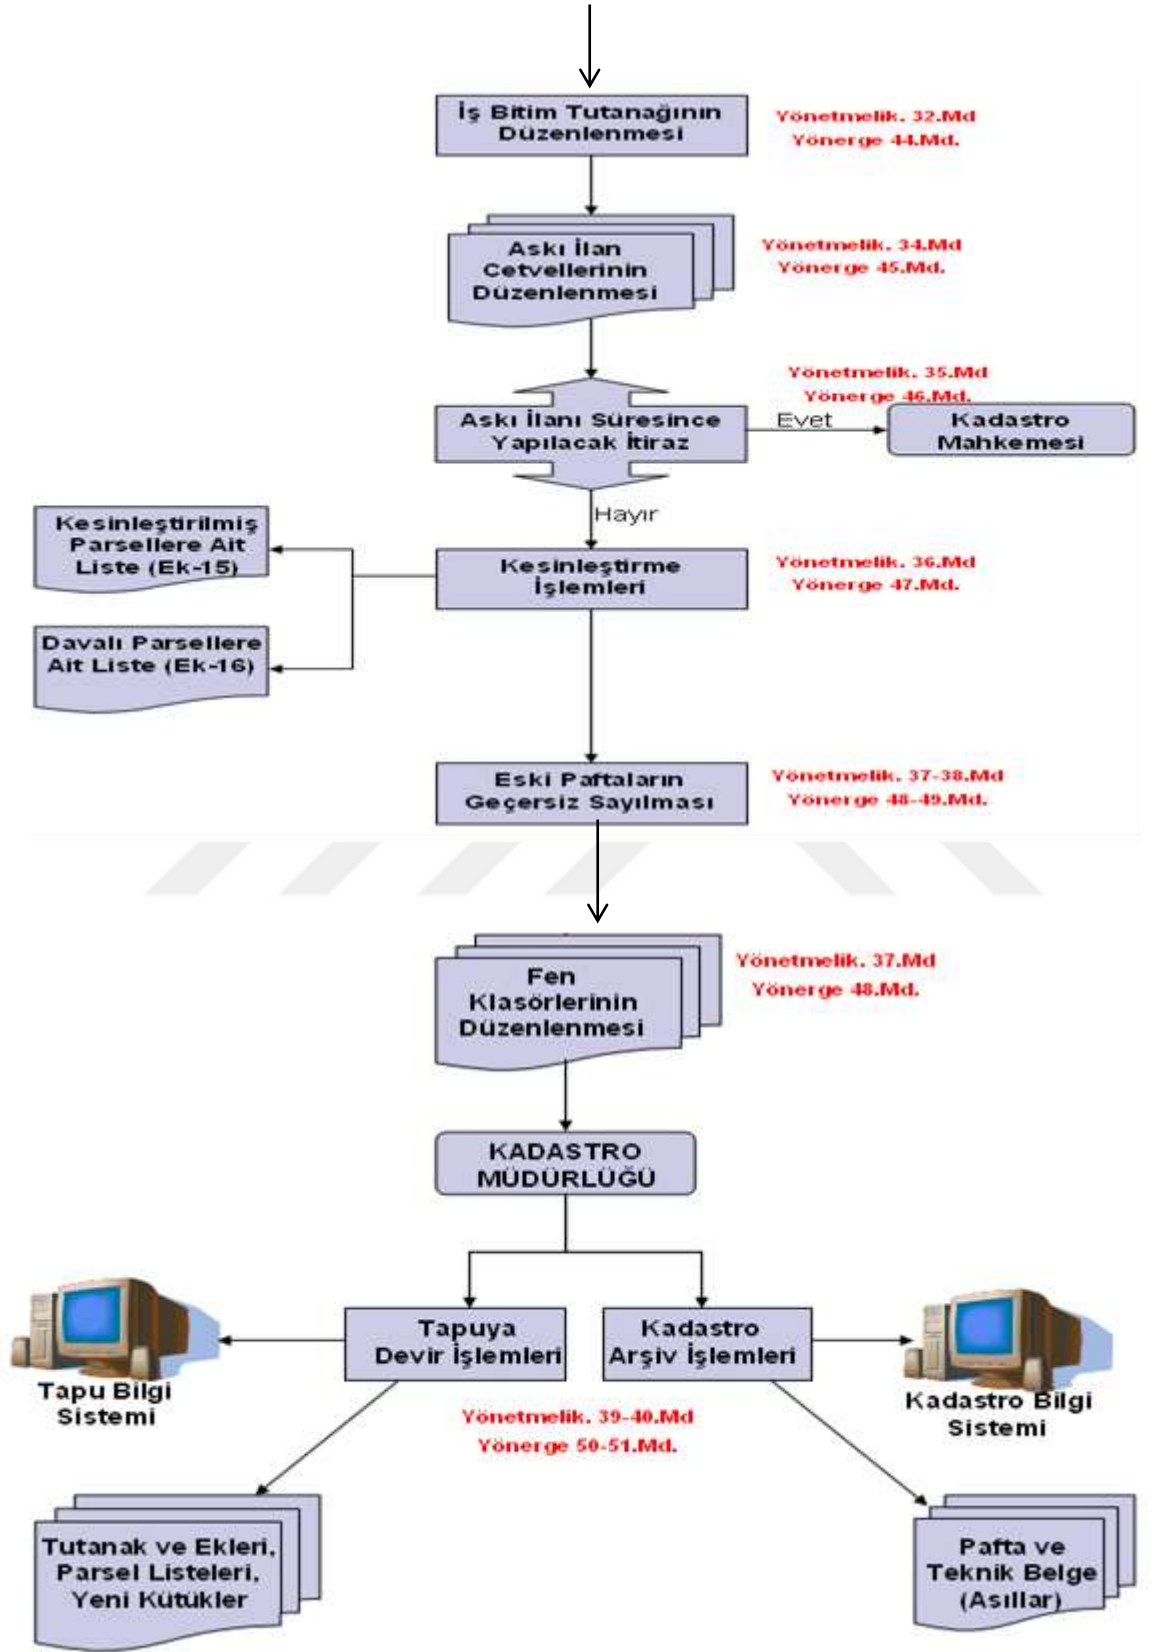 İş Bitim Tutanağının
Düzenlenmesi
Yönetmelik. 32.Md
Yönerge 44.Md.
Askı İlan
Cetvellerinin
Düzenlenmesi
Yönetmelik. 34.Md
Yönerge 45.Md.
Yönetmelik. 35.Md
Yönerge 46.Md.
Askı İlanı Süresince
Yapılacak İtiraz
Evet
Kadastro
Mahkemesi
Hayır
Kesinleştirilmiş
Parsellere Ait
Liste (Ek-15)
Kesinleştirme
İşlemleri
Yönetmelik. 36.Md
Yönerge 47.Md.
Davalı Parsellere
Ait Liste (Ek-16)
Eski Paftaların
Geçersiz Sayılması
Yönetmelik. 37-38.Md
Yönerge 48-49.Md.
Fen
Klasörlerinin
Düzenlenmesi
Yönetmelik. 37.Md
Yönerge 48.Md.
KADASTRO
MÜDÜRLÜĞÜ
Tapuya
Devir İşlemleri
Kadastro
Arşiv İşlemleri
Tapu Bilgi
Sistemi
Kadastro Bilgi
Sistemi
Yönetmelik. 39-40.Md
Yönerge 50-51.Md.
Tutanak ve Ekleri,
Parsel Listeleri,
Yeni Kütükler
Pafta ve
Teknik Belge
(Asıllar)